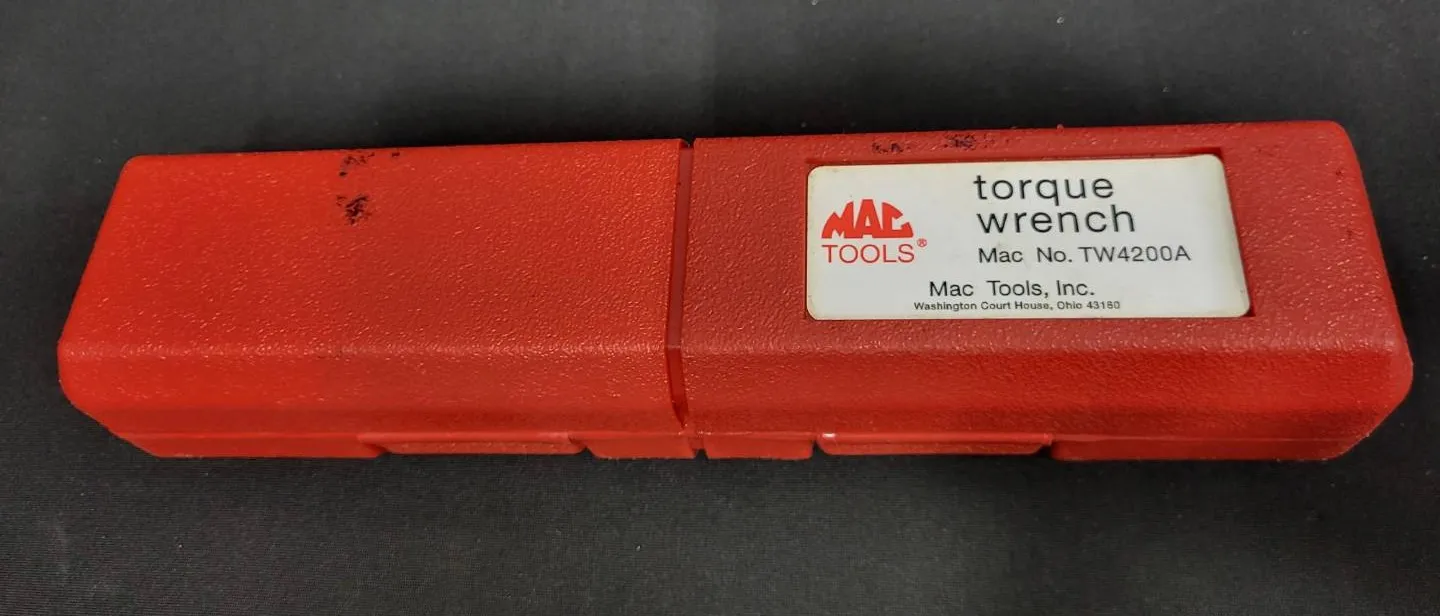 MAC
TOOLS®
torque
wrench
Mac No. TW4200A
Mac Tools, Inc.
Washington Court House, Ohio 43160